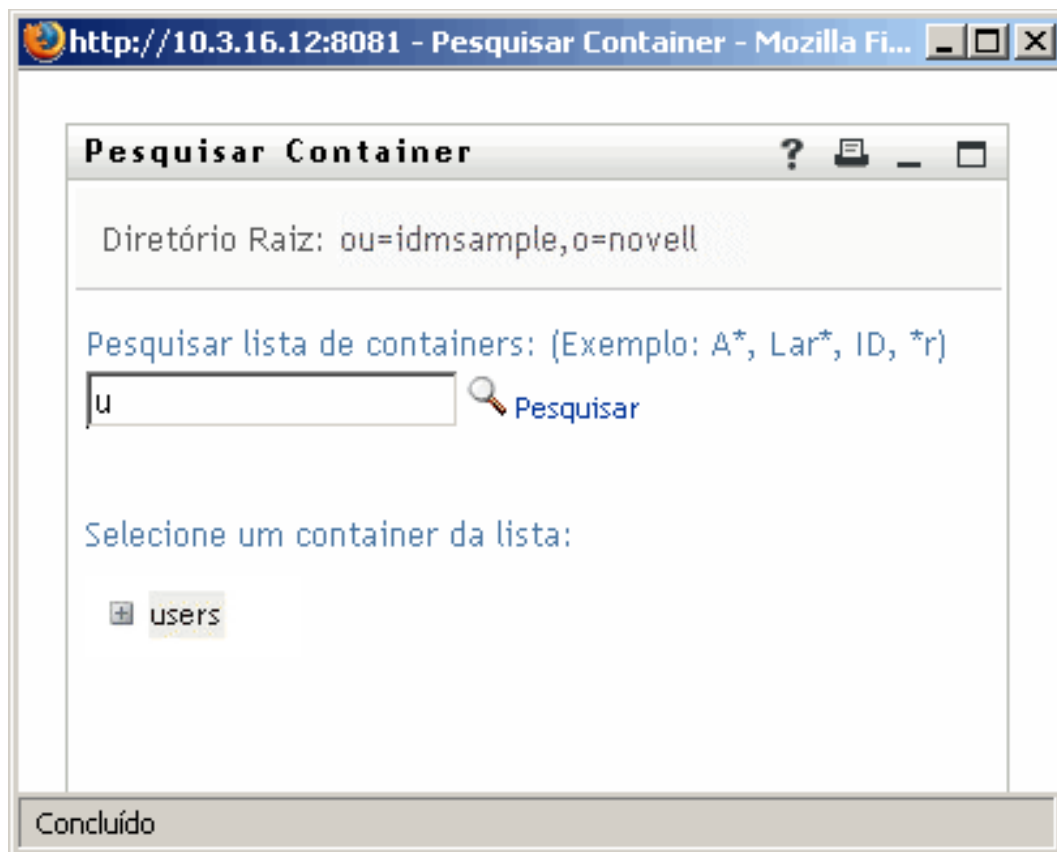 http://10.3.16.12:8081 - Pesquisar Container - Mozilla Fi...
Pesquisar Container
Diretório Raiz: ou=idmsample,o=novell
Pesquisar lista de containers: (Exemplo: A*, Lar*, ID, *r)
u Pesquisar
Selecione um container da lista:
users
Concluído